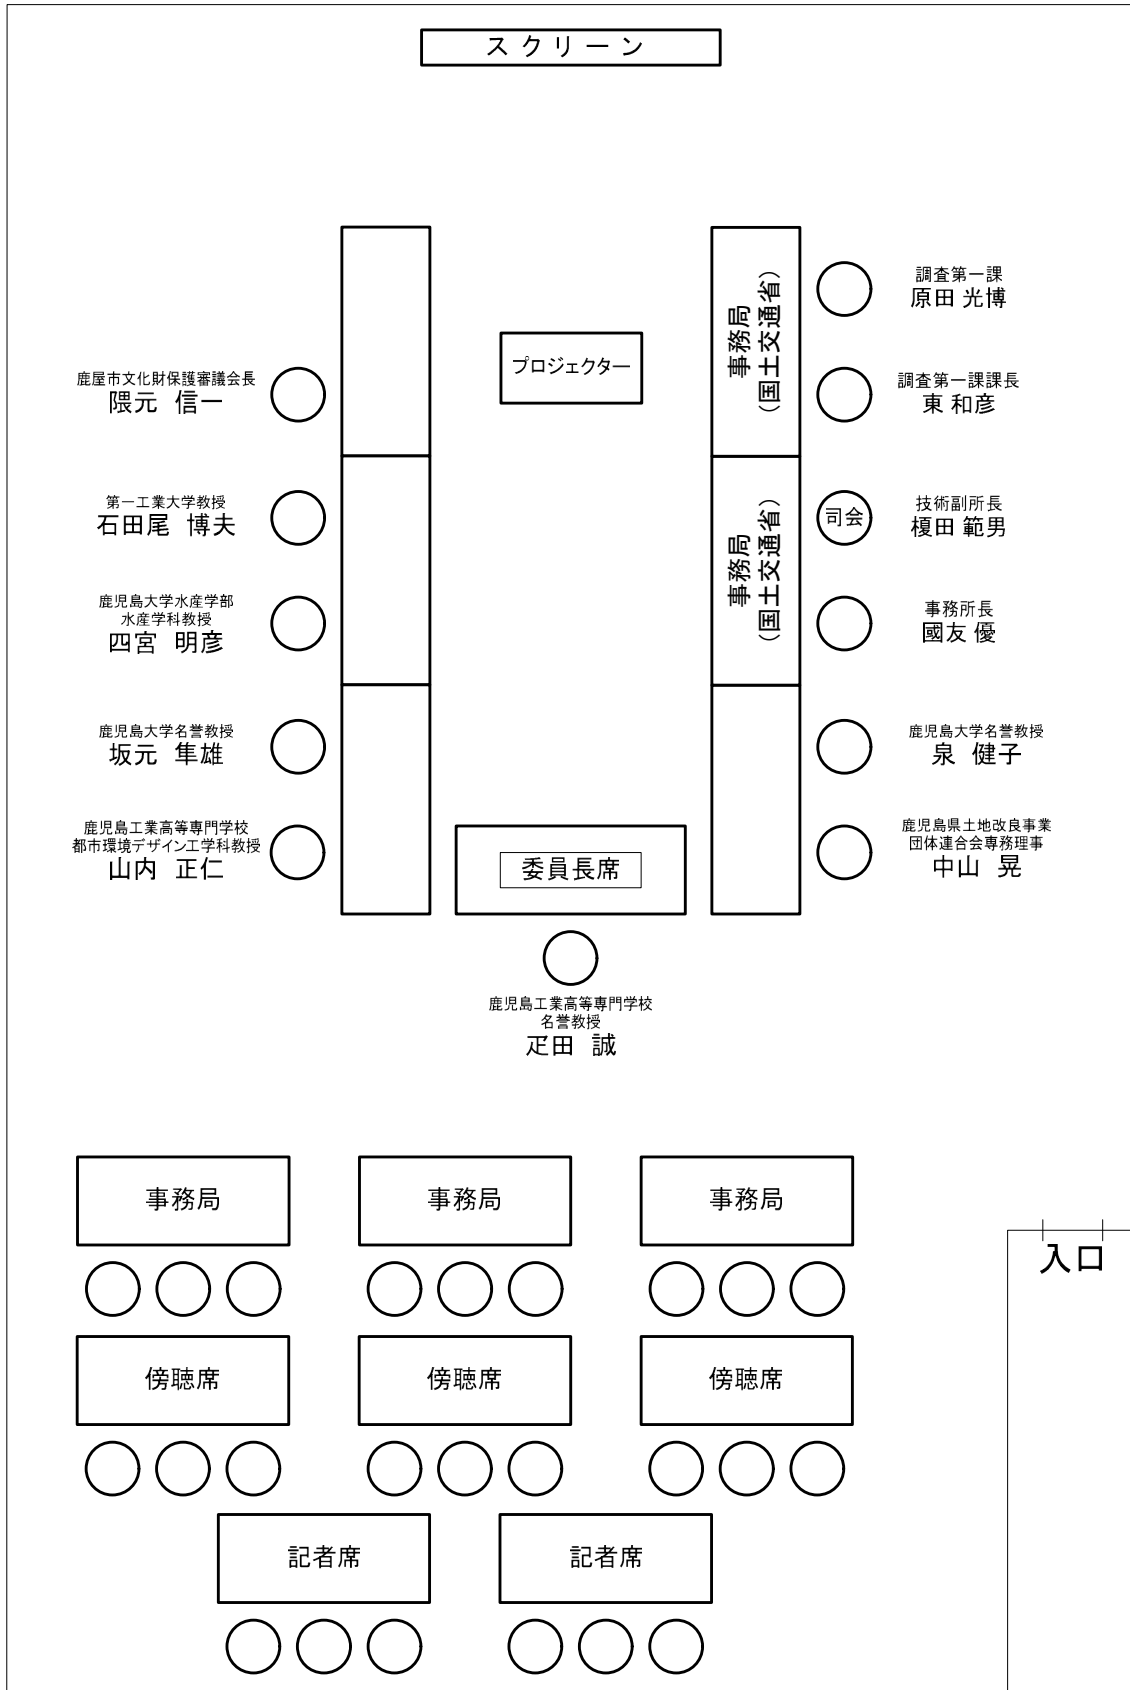 スクリーン
プロジェクター
鹿屋市文化財保護審議会長
隈元 信一
第一工業大学教授
石田尾 博夫
鹿児島大学水産学部
水産学科教授
四宮 明彦
鹿児島大学名誉教授
坂元 隼雄
鹿児島工業高等専門学校
都市環境デザイン工学科教授
山内 正仁
事務局
(国土交通省)
事務局
(国土交通省)
調査第一課
原田 光博
調査第一課課長
東 和彦
司会
技術副所長
榎田 範男
事務所長
國友 優
鹿児島大学名誉教授
泉 健子
鹿児島県土地改良事業
団体連合会専務理事
中山 晃
委員長席
鹿児島工業高等専門学校
名誉教授
疋田 誠
事務局 事務局 事務局
入口
傍聴席 傍聴席 傍聴席
記者席 記者席